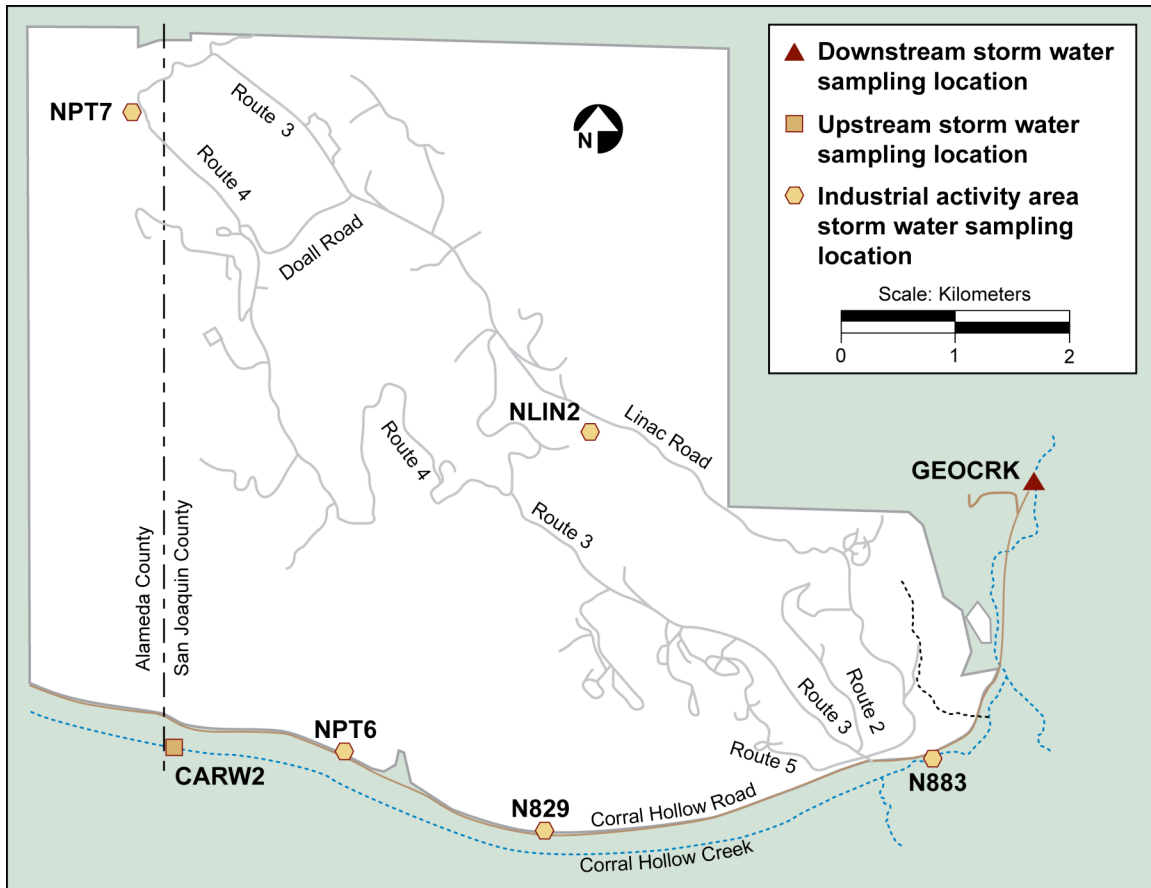 Downstream storm water
sampling location
Upstream storm water
sampling location
Industrial activity area
storm water sampling
location
Scale: Kilometers
0 1 2
N
NPT7
Route 3
Route 4
Doall Road
NLIN2
Linac Road
Route 4
GEOCRK
Route 3
Alameda County
San Joaquin County
NPT6
CARW2
Route 3
Route 2
Route 5
N883
N829
Corral Hollow Road
Corral Hollow Creek